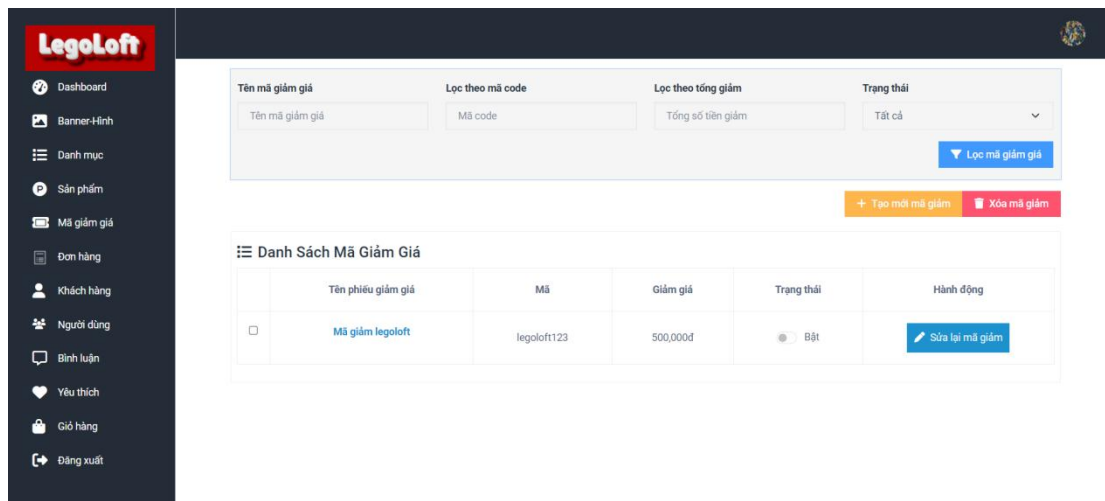 LegoLoft
Dashboard
Banner-Hình
Danh mục
Sản phẩm
Mã giảm giá
Đơn hàng
Khách hàng
Người dùng
Bình luận
Yêu thích
Giỏ hàng
Đăng xuất
Tên mã giảm giá Lọc theo mã code Lọc theo tổng giảm Trạng thái
Tên mã giảm giá Mã code Tổng số tiền giảm Tất cả
Lọc mã giảm giá
+ Tạo mới mã giảm Xóa mã giảm
Danh Sách Mã Giảm Giá
Tên phiếu giảm giá Mã Giảm giá Trạng thái Hành động
Mã giảm legoloft legoloft123 500,000đ Bật Sửa lại mã giảm